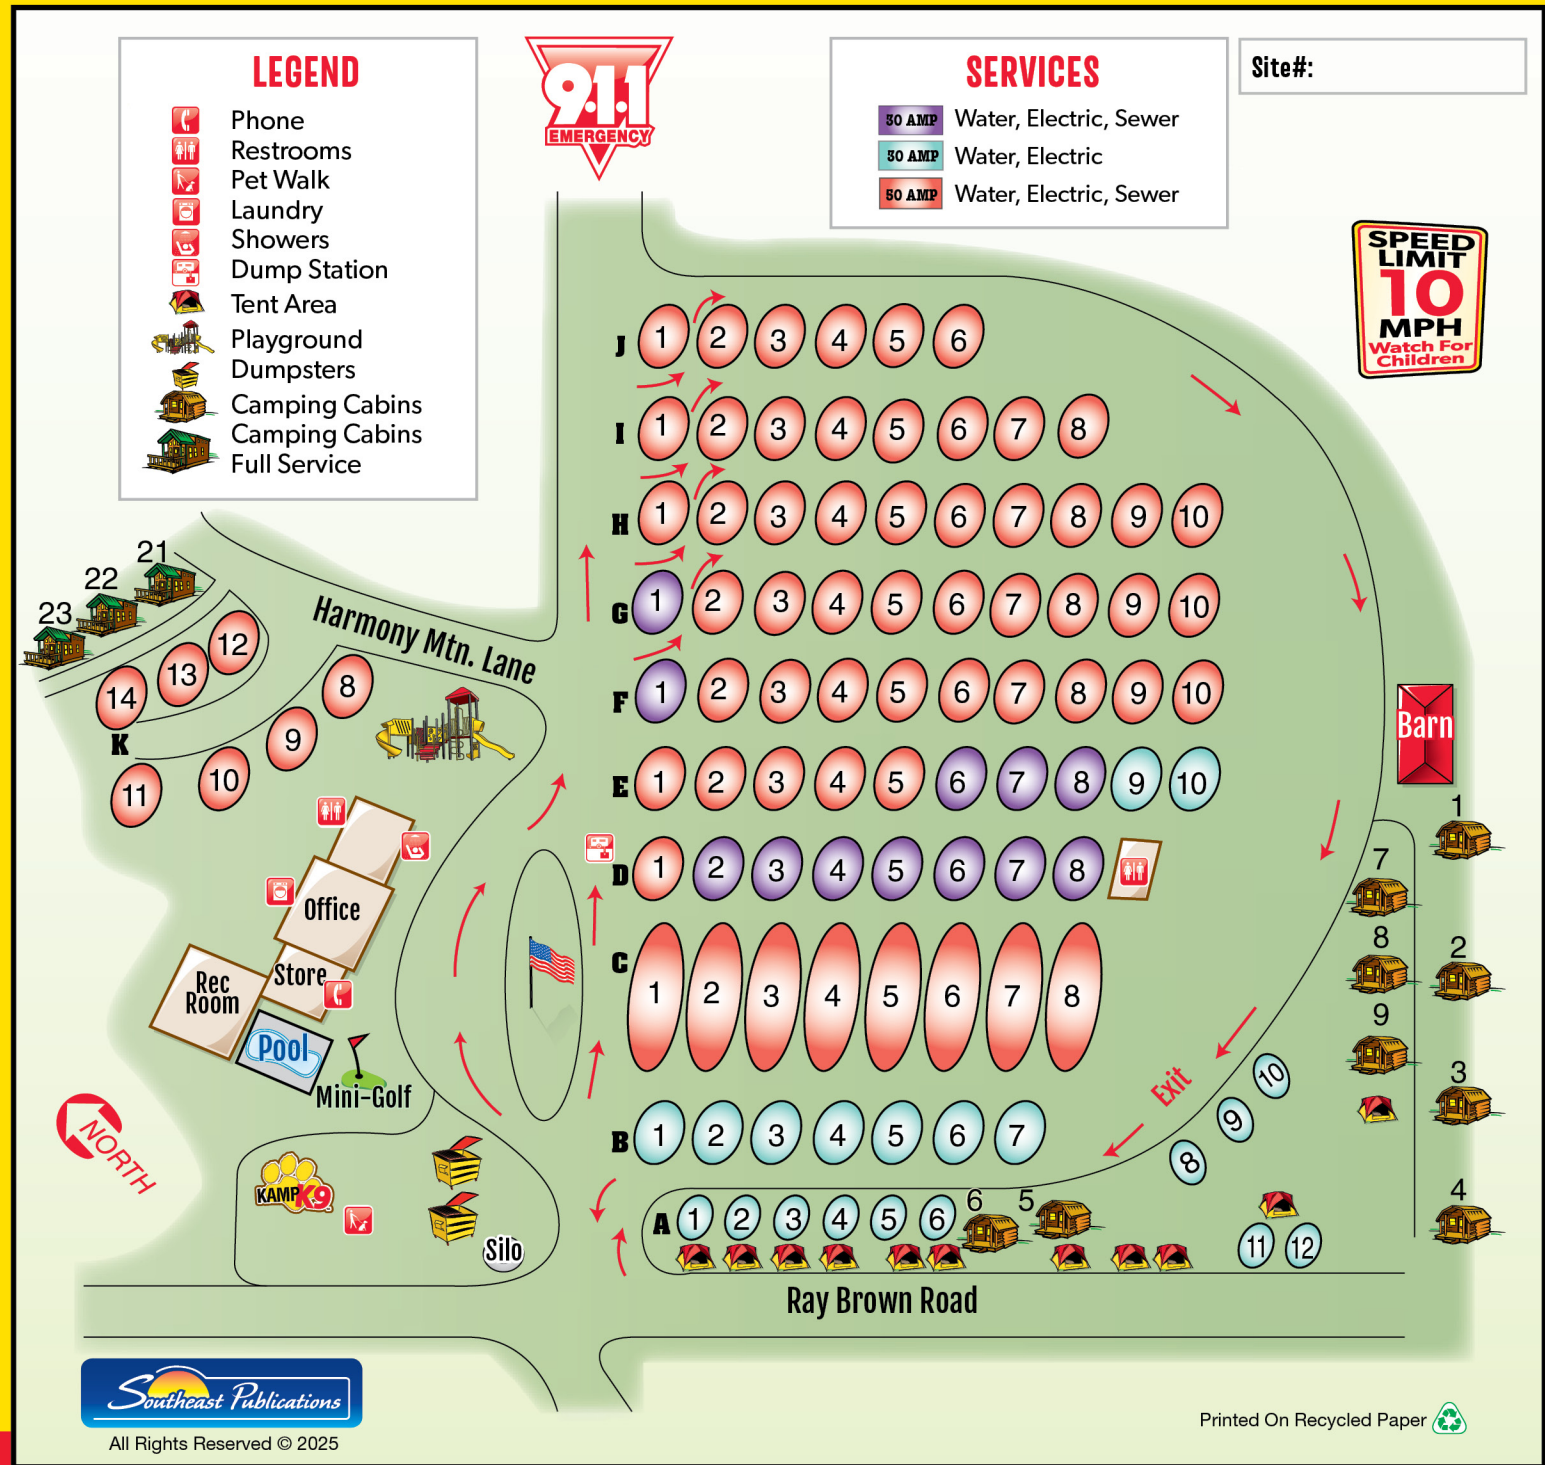 LEGEND
Phone
Restrooms
Pet Walk
Laundry
Showers
Dump Station
Tent Area
Playground
Dumpsters
Camping Cabins
Camping Cabins
Full Service
9.1.1
EMERGENCY
SERVICES
30 AMP Water, Electric, Sewer
30 AMP Water, Electric
50 AMP Water, Electric, Sewer
Site#:
SPEED
LIMIT
10
MPH
Watch For
Children
J 1 2 3 4 5 6
I 1 2 3 4 5 6 7 8
H 1 2 3 4 5 6 7 8 9 10
G 1 2 3 4 5 6 7 8 9 10
F 1 2 3 4 5 6 7 8 9 10
E 1 2 3 4 5 6 7 8 9 10
D 1 2 3 4 5 6 7 8
C 1 2 3 4 5 6 7 8
B 1 2 3 4 5 6 7
A 1 2 3 4 5 6
6 5
8
9
10
11 12
21
22
23
Harmony Mtn. Lane
12
13
14
K
8
9
10
11
Office
Store
Rec
Room
Pool
Mini-Golf
NORTH
KAMP K9
Silo
Barn
1
7
8
2
9
3
4
Exit
Ray Brown Road
Southeast Publications
All Rights Reserved © 2025
Printed On Recycled Paper